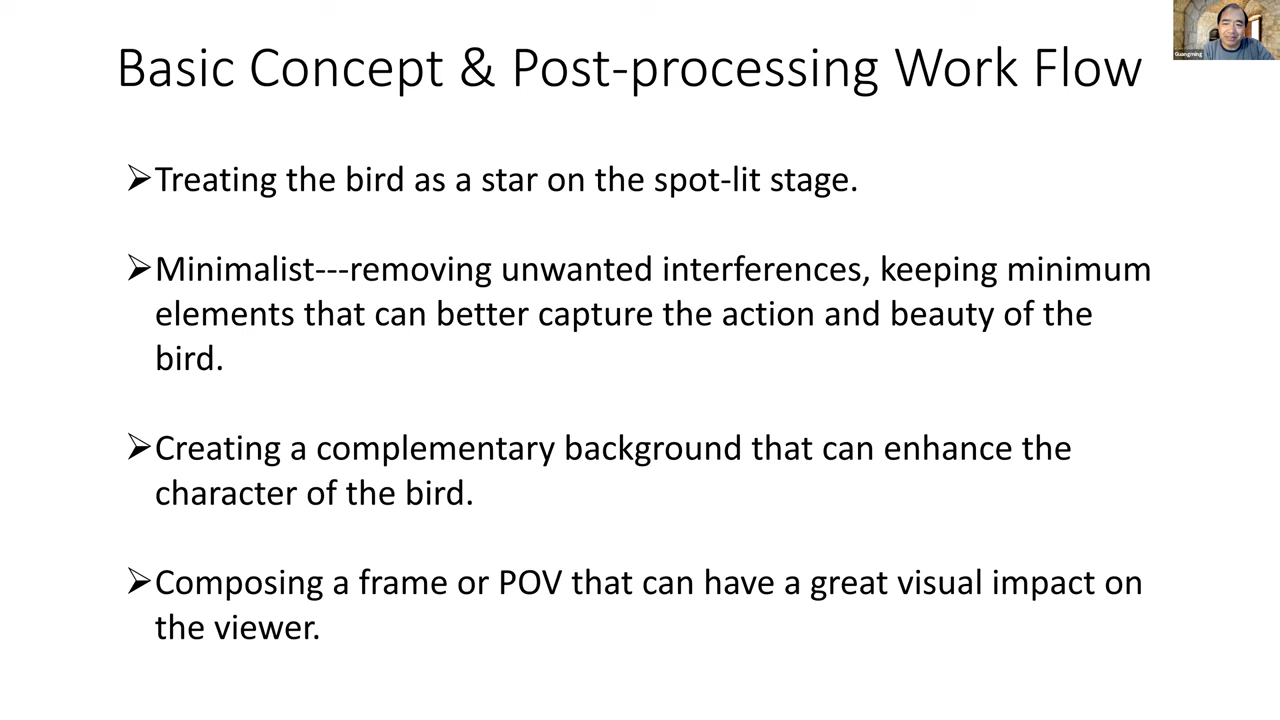 Basic Concept & Post-processing Work Flow
Guangming
➢Treating the bird as a star on the spot-lit stage.
➢Minimalist---removing unwanted interferences, keeping minimum
elements that can better capture the action and beauty of the
bird.
➢Creating a complementary background that can enhance the
character of the bird.
➢Composing a frame or POV that can have a great visual impact on
the viewer.